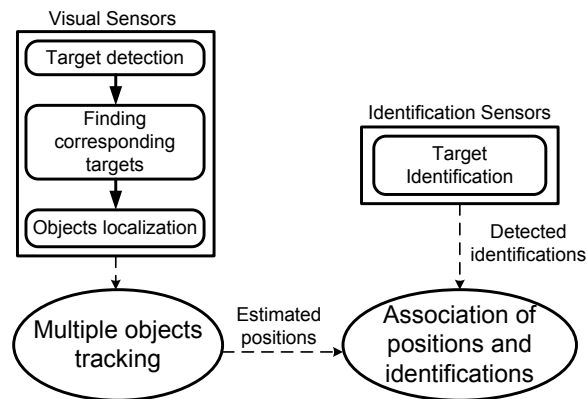 Visual Sensors
Target detection
Finding
corresponding
targets
Objects localization
Identification Sensors
Target
Identification
Detected
identifications
Multiple objects
tracking
Estimated
positions
Association of
positions and
identifications